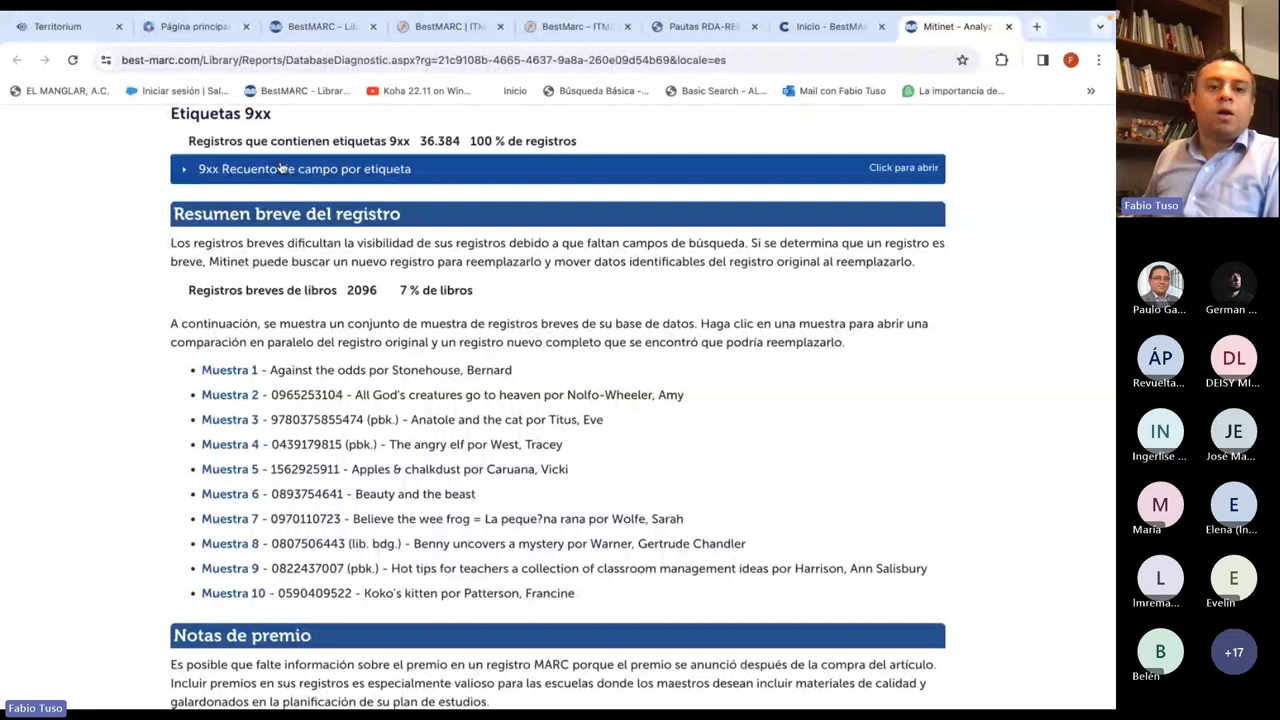 Territorium
Página principal
BestMARC – Lib
BestMARC | ITM
BestMarc – ITM
Pautas RDA-RE
Inicio - BestMA
Mitinet - Analy
best-marc.com/Library/Reports/DatabaseDiagnostic.aspx?rg=21c9108b-4665-4637-9a8a-260e09d54b69&locale=es
F
EL MANGLAR, A.C.
Iniciar sesión | Sal...
BestMARC - Librar...
Koha 22.11 on Win...
Inicio
Búsqueda Básica -...
Basic Search - AL...
Mail con Fabio Tuso
La importancia de...
Etiquetas 9xx
Registros que contienen etiquetas 9xx 36.384 100 % de registros
9xx Recuento de campo por etiqueta
Click para abrir
Resumen breve del registro
Los registros breves dificultan la visibilidad de sus registros debido a que faltan campos de búsqueda. Si se determina que un registro es
breve, Mitinet puede buscar un nuevo registro para reemplazarlo y mover datos identificables del registro original al reemplazarlo.
Registros breves de libros 2096 7 % de libros
A continuación, se muestra un conjunto de muestra de registros breves de su base de datos. Haga clic en una muestra para abrir una
comparación en paralelo del registro original y un registro nuevo completo que se encontró que podría reemplazarlo.
• Muestra 1 - Against the odds por Stonehouse, Bernard
• Muestra 2 - 0965253104 - All God's creatures go to heaven por Nolfo-Wheeler, Amy
• Muestra 3 - 9780375855474 (pbk.) - Anatole and the cat por Titus, Eve
• Muestra 4 - 0439179815 (pbk.) - The angry elf por West, Tracey
• Muestra 5 - 1562925911 - Apples & chalkdust por Caruana, Vicki
• Muestra 6 - 0893754641 - Beauty and the beast
• Muestra 7 - 0970110723 - Believe the wee frog = La peque?na rana por Wolfe, Sarah
• Muestra 8 - 0807506443 (lib. bdg.) - Benny uncovers a mystery por Warner, Gertrude Chandler
• Muestra 9 - 0822437007 (pbk.) - Hot tips for teachers a collection of classroom management ideas por Harrison, Ann Salisbury
• Muestra 10 - 0590409522 - Koko's kitten por Patterson, Francine
Notas de premio
Es posible que falte información sobre el premio en un registro MARC porque el premio se anunció después de la compra del artículo.
Incluir premios en sus registros es especialmente valioso para las escuelas donde los maestros desean incluir materiales de calidad y
galardonados en la planificación de su plan de estudios.
Fabio Tuso
Fabio Tuso
Paulo Ga...
German ...
ÁP
DL
Revuelta...
DEISY MI...
IN
JE
Ingerlise ...
José Ma...
M
E
María
Elena (In...
L
E
lmrema...
Evelin
B
+17
Belén